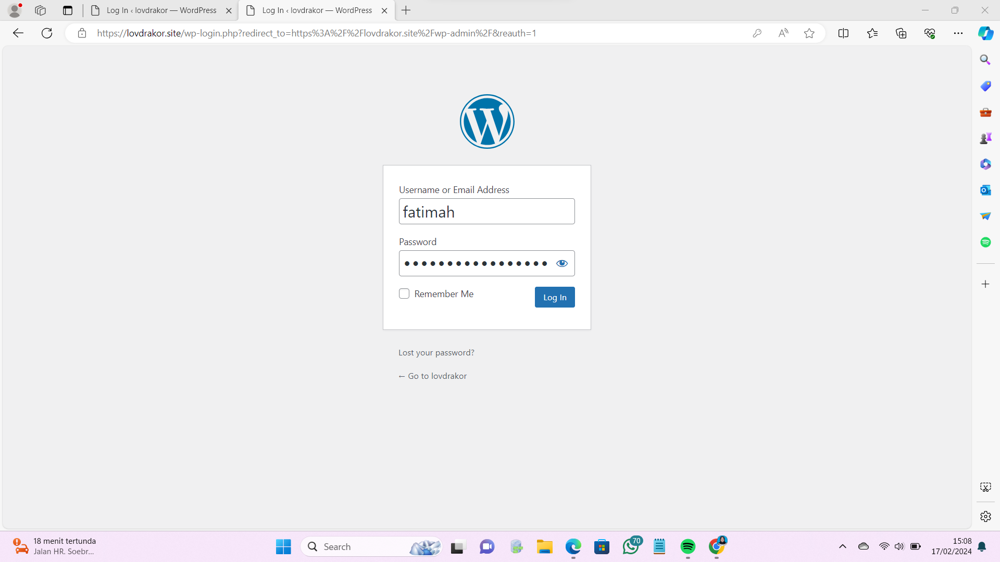 Log In ‹ lovdrakor — WordPress
Log In ‹ lovdrakor — WordPress
https://lovdrakor.site/wp-login.php?redirect_to=https%3A%2F%2Flovdrakor.site%2Fwp-admin%2F&reauth=1
Username or Email Address
fatimah
Password
Remember Me
Log In
Lost your password?
← Go to lovdrakor
18 menit tertunda
Jalan HR. Soebr...
Search
70
15:08
17/02/2024